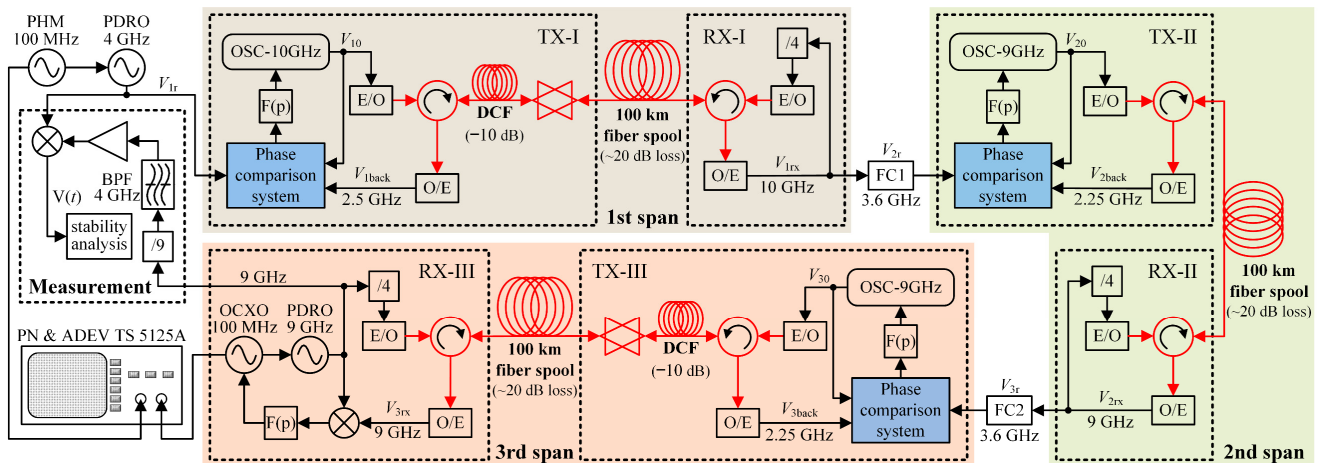 PHM
100 MHz
PDRO
4 GHz
V1r
BPF
4 GHz
V(t)
stability
analysis
/9
Measurement
TX-I
OSC-10GHz
V10
F(p)
E/O
Phase
comparison
system
V1back
2.5 GHz
O/E
DCF
(−10 dB)
100 km
fiber spool
(~20 dB loss)
1st span
RX-I
/4
E/O
O/E
V1rx
10 GHz
V2r
FC1
3.6 GHz
TX-II
OSC-9GHz
V20
F(p)
E/O
Phase
comparison
system
V2back
2.25 GHz
O/E
100 km
fiber spool
(~20 dB loss)
RX-II
/4
E/O
V2rx
9 GHz
O/E
2nd span
V3r
FC2
3.6 GHz
TX-III
V30
OSC-9GHz
E/O
F(p)
DCF
(−10 dB)
O/E
V3back
2.25 GHz
Phase
comparison
system
100 km
fiber spool
(~20 dB loss)
3rd span
RX-III
9 GHz
/4
E/O
OCXO
100 MHz
PDRO
9 GHz
F(p)
V3rx
9 GHz
O/E
PN & ADEV TS 5125A